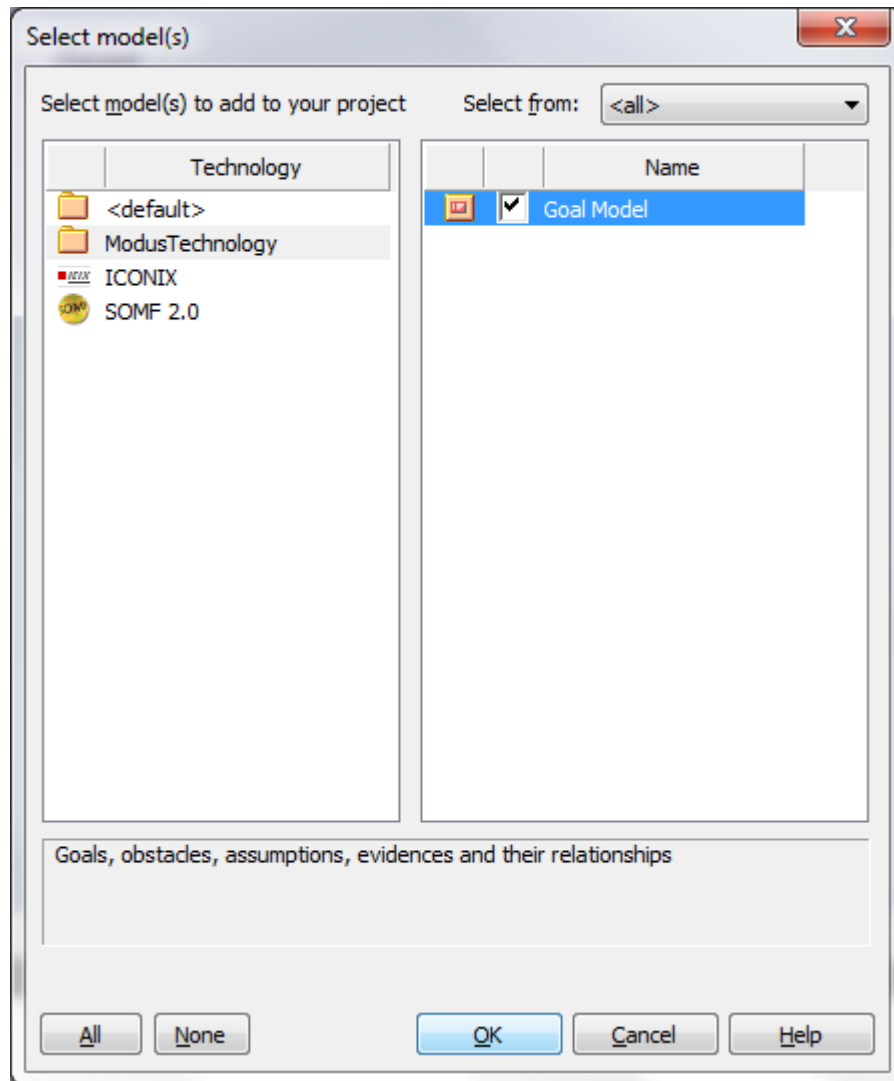 Select model(s)
Select model(s) to add to your project Select from: <all>
Technology
Name
<default>
Goal Model
ModusTechnology
ICONIX
SOMF 2.0
Goals, obstacles, assumptions, evidences and their relationships
All None OK Cancel Help